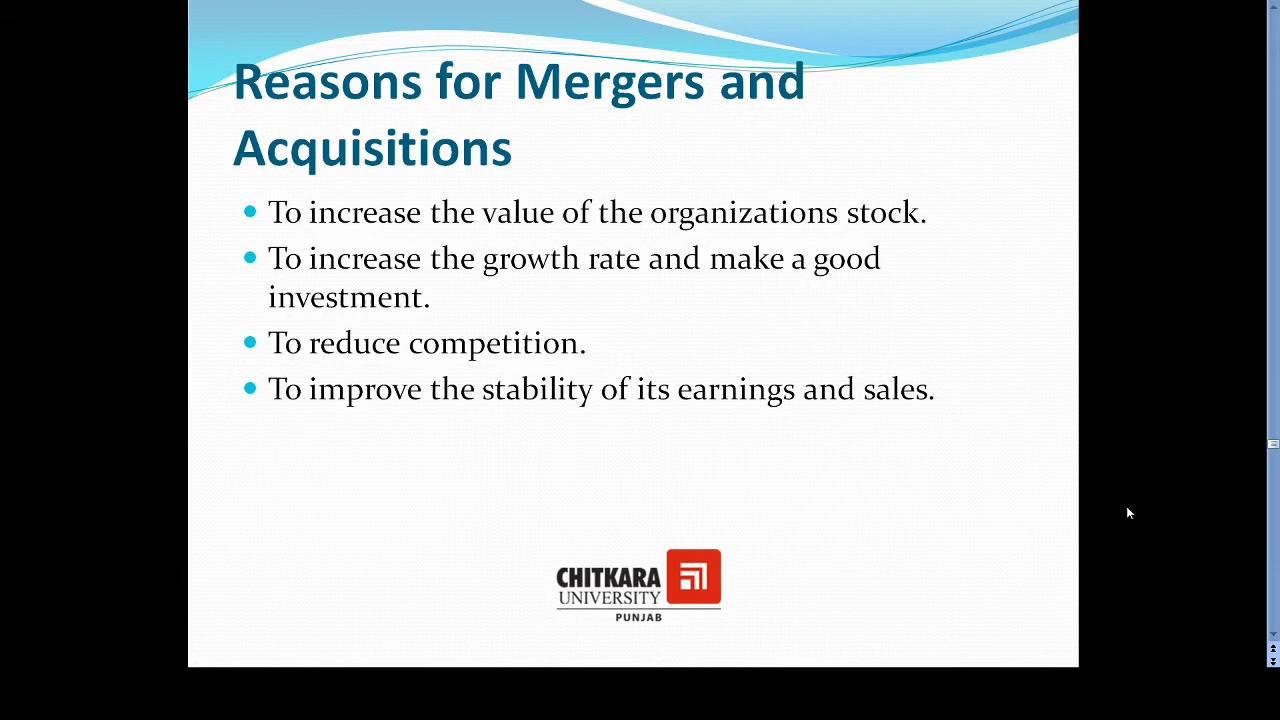 Reasons for Mergers and
Acquisitions
To increase the value of the organizations stock.
To increase the growth rate and make a good
investment.
To reduce competition.
To improve the stability of its earnings and sales.
CHITKARA
UNIVERSITY
PUNJAB